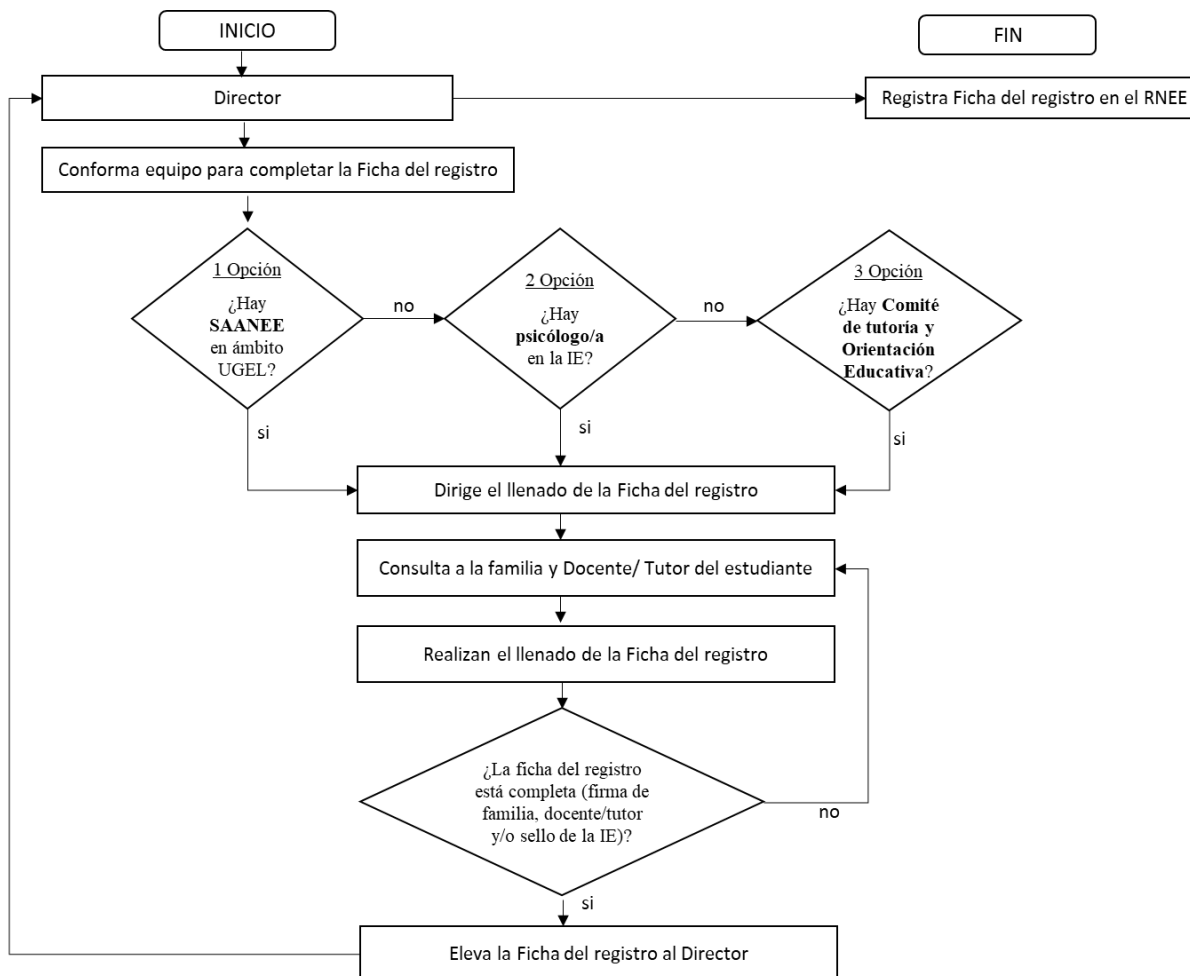 INICIO
FIN
Director
Registra Ficha del registro en el RNEE
Conforma equipo para completar la Ficha del registro
1 Opción
¿Hay
SAANEE
en ámbito
UGEL?
no
2 Opción
¿Hay
psicólogo/a
en la IE?
no
3 Opción
¿Hay Comité
de tutoría y
Orientación
Educativa?
si
si
si
Dirige el llenado de la Ficha del registro
Consulta a la familia y Docente/ Tutor del estudiante
Realizan el llenado de la Ficha del registro
¿La ficha del registro
está completa (firma de
familia, docente/tutor
y/o sello de la IE)?
no
si
Eleva la Ficha del registro al Director